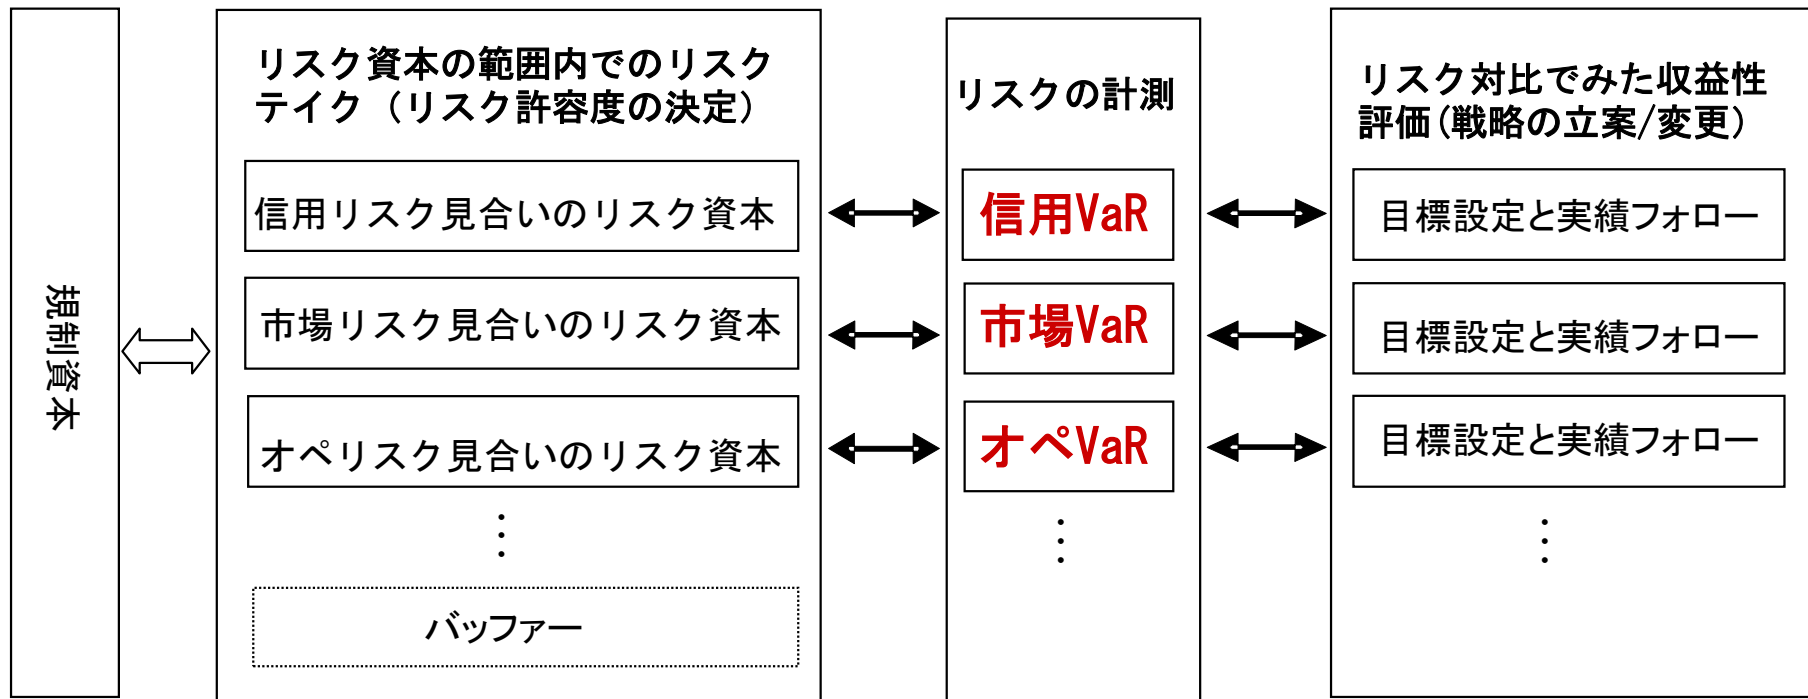 規制資本
リスク資本の範囲内でのリスク
テイク（リスク許容度の決定）
信用リスク見合いのリスク資本
市場リスク見合いのリスク資本
オペリスク見合いのリスク資本
⋮
バッファー
リスクの計測
信用VaR
市場VaR
オペVaR
⋮
リスク対比でみた収益性
評価（戦略の立案/変更）
目標設定と実績フォロー
目標設定と実績フォロー
目標設定と実績フォロー
⋮